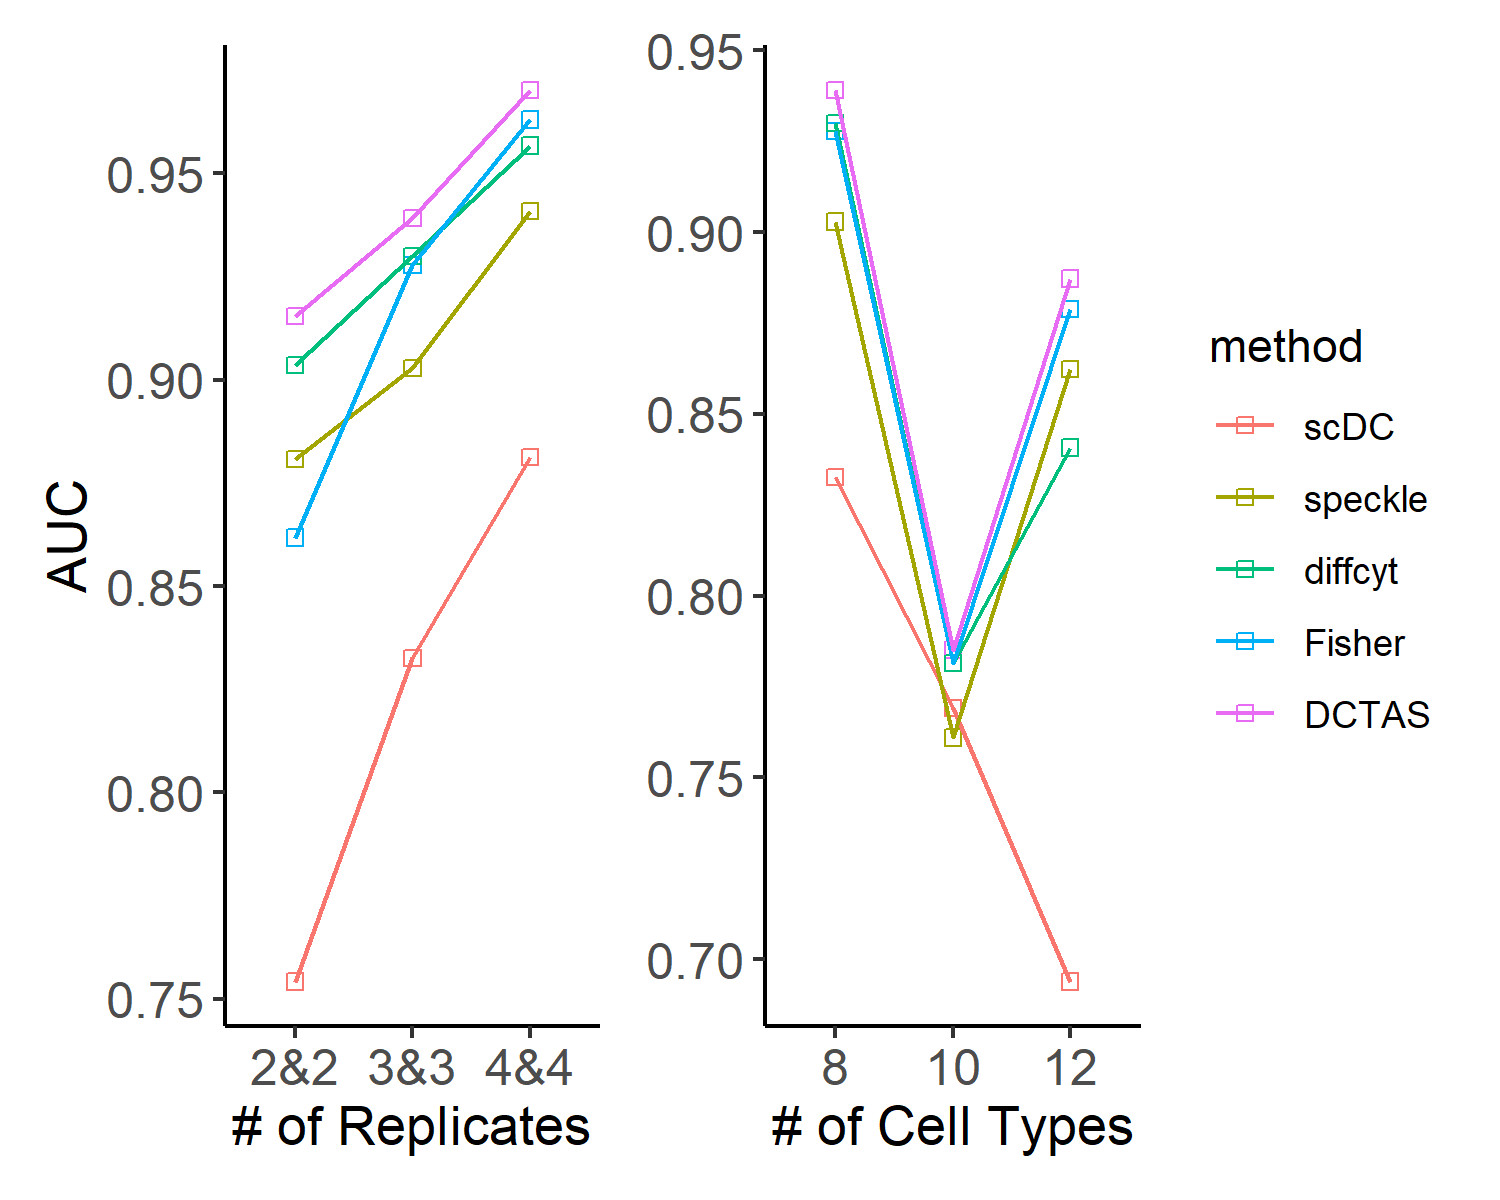 AUC
0.95
0.90
0.85
0.80
0.75
2&2 3&3 4&4
# of Replicates
0.95
0.90
0.85
0.80
0.75
0.70
8 10 12
# of Cell Types
method
scDC
speckle
diffcyt
Fisher
DCTAS